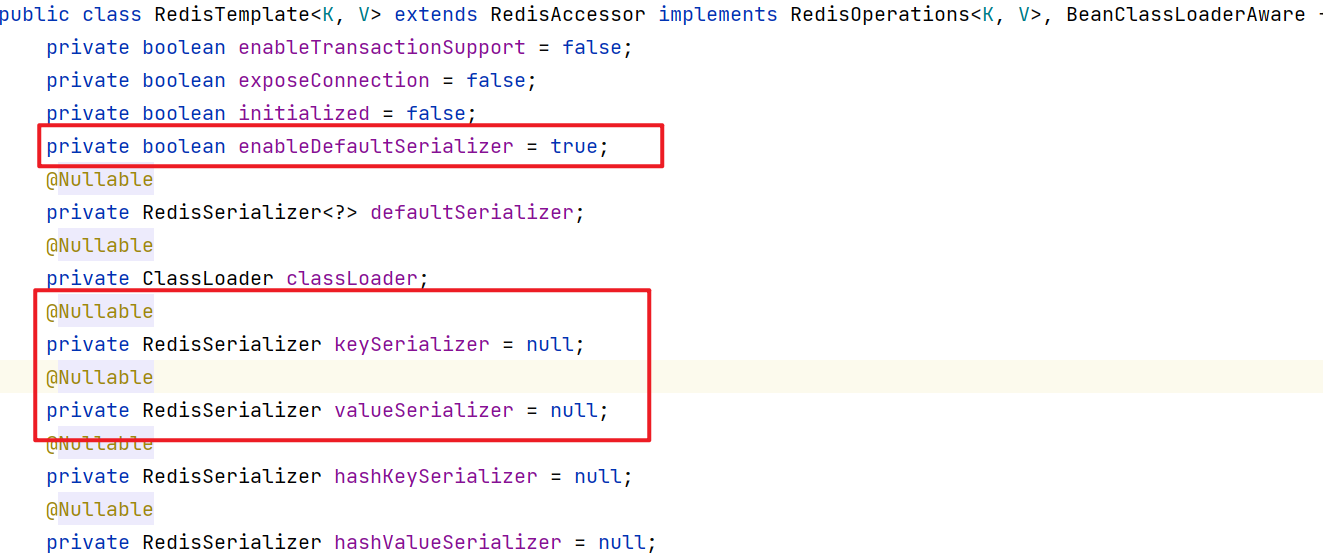 public class RedisTemplate<K, V> extends RedisAccessor implements RedisOperations<K, V>, BeanClassLoaderAware
private boolean enableTransactionSupport = false;
private boolean exposeConnection = false;
private boolean initialized = false;
private boolean enableDefaultSerializer = true;
@Nullable
private RedisSerializer<?> defaultSerializer;
@Nullable
private ClassLoader classLoader;
@Nullable
private RedisSerializer keySerializer = null;
@Nullable
private RedisSerializer valueSerializer = null;
@Nullable
private RedisSerializer hashKeySerializer = null;
@Nullable
private RedisSerializer hashValueSerializer = null;